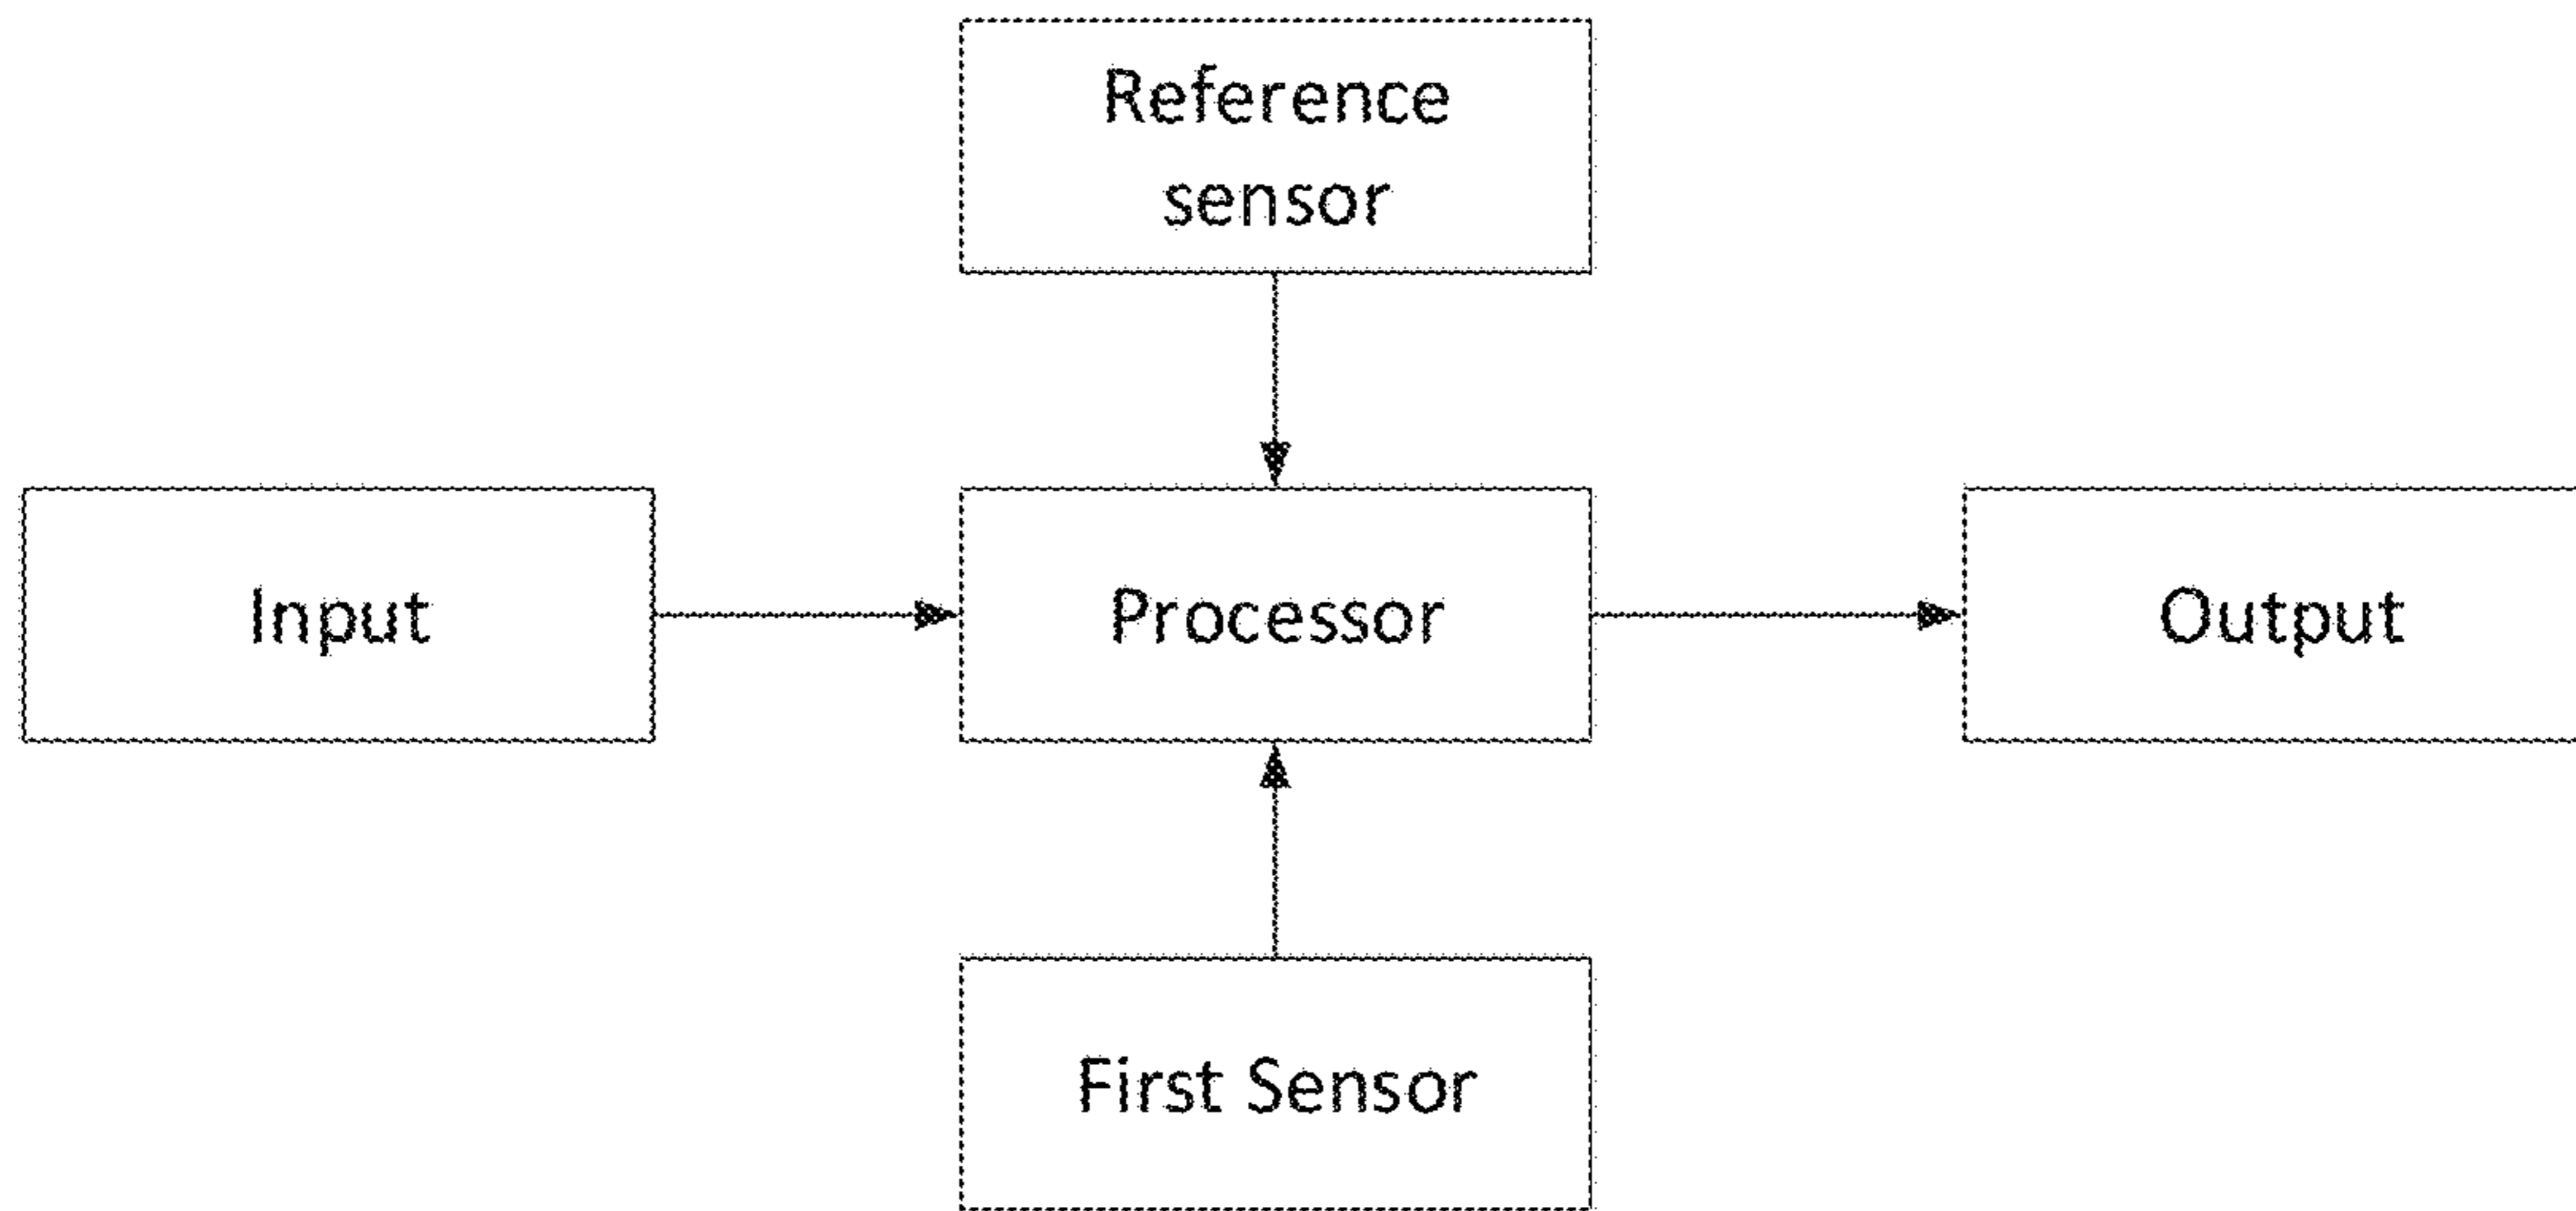 Reference
sensor
Input
Processor
Output
First Sensor